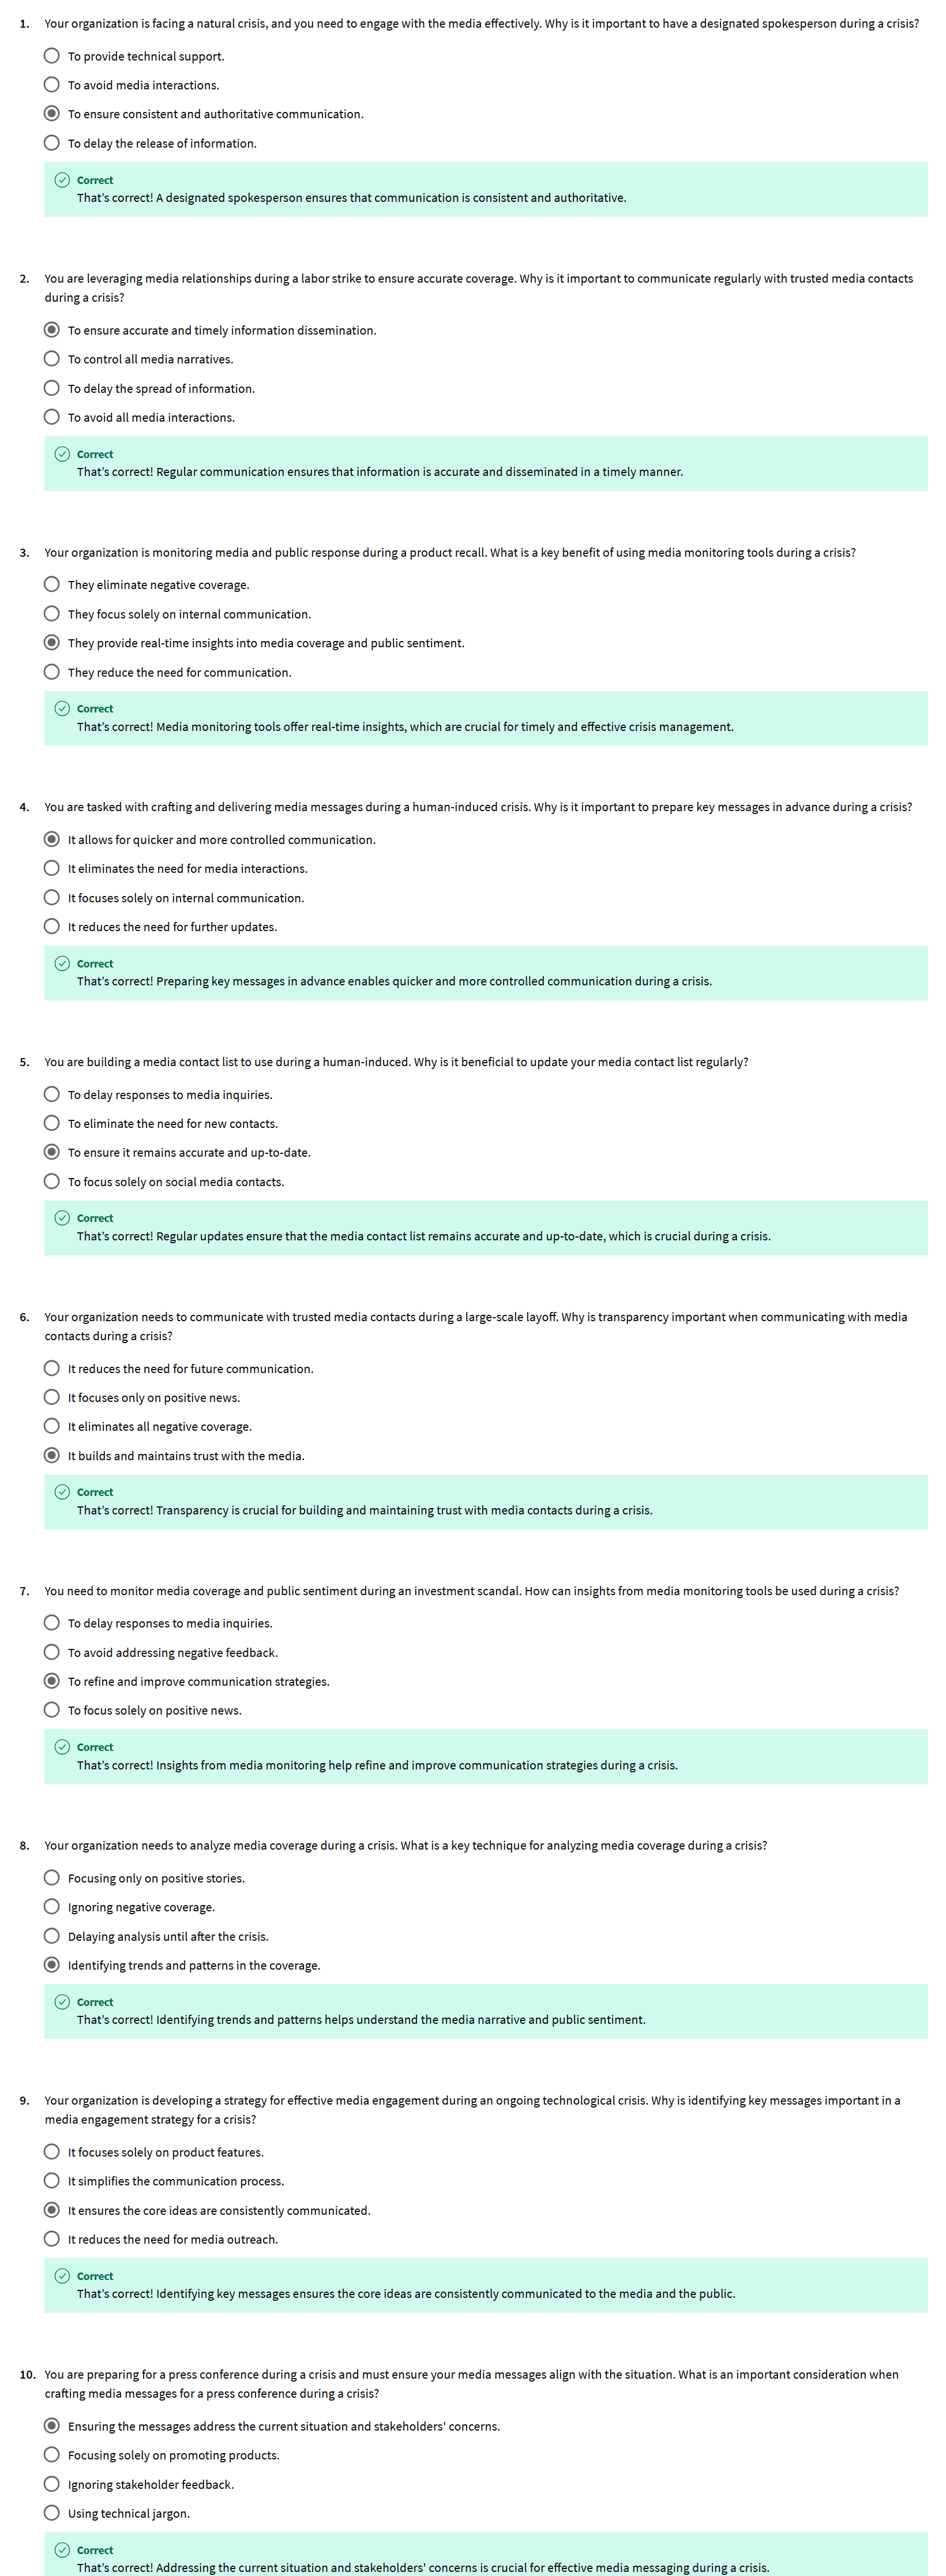 1. Your organization is facing a natural crisis, and you need to engage with the media effectively. Why is it important to have a designated spokesperson during a crisis?
To provide technical support.
To avoid media interactions.
To ensure consistent and authoritative communication.
To delay the release of information.
Correct
That's correct! A designated spokesperson ensures that communication is consistent and authoritative.
2. You are leveraging media relationships during a labor strike to ensure accurate coverage. Why is it important to communicate regularly with trusted media contacts
during a crisis?
To ensure accurate and timely information dissemination.
To control all media narratives.
To delay the spread of information.
To avoid all media interactions.
Correct
That's correct! Regular communication ensures that information is accurate and disseminated in a timely manner.
3. Your organization is monitoring media and public response during a product recall. What is a key benefit of using media monitoring tools during a crisis?
They eliminate negative coverage.
They focus solely on internal communication.
They provide real-time insights into media coverage and public sentiment.
They reduce the need for communication.
Correct
That's correct! Media monitoring tools offer real-time insights, which are crucial for timely and effective crisis management.
4. You are tasked with crafting and delivering media messages during a human-induced crisis. Why is it important to prepare key messages in advance during a crisis?
It allows for quicker and more controlled communication.
It eliminates the need for media interactions.
It focuses solely on internal communication.
It reduces the need for further updates.
Correct
That's correct! Preparing key messages in advance enables quicker and more controlled communication during a crisis.
5. You are building a media contact list to use during a human-induced. Why is it beneficial to update your media contact list regularly?
To delay responses to media inquiries.
To eliminate the need for new contacts.
To ensure it remains accurate and up-to-date.
To focus solely on social media contacts.
Correct
That's correct! Regular updates ensure that the media contact list remains accurate and up-to-date, which is crucial during a crisis.
6. Your organization needs to communicate with trusted media contacts during a large-scale layoff. Why is transparency important when communicating with media
contacts during a crisis?
It reduces the need for future communication.
It focuses only on positive news.
It eliminates all negative coverage.
It builds and maintains trust with the media.
Correct
That's correct! Transparency is crucial for building and maintaining trust with media contacts during a crisis.
7. You need to monitor media coverage and public sentiment during an investment scandal. How can insights from media monitoring tools be used during a crisis?
To delay responses to media inquiries.
To avoid addressing negative feedback.
To refine and improve communication strategies.
To focus solely on positive news.
Correct
That's correct! Insights from media monitoring help refine and improve communication strategies during a crisis.
8. Your organization needs to analyze media coverage during a crisis. What is a key technique for analyzing media coverage during a crisis?
Focusing only on positive stories.
Ignoring negative coverage.
Delaying analysis until after the crisis.
Identifying trends and patterns in the coverage.
Correct
That's correct! Identifying trends and patterns helps understand the media narrative and public sentiment.
9. Your organization is developing a strategy for effective media engagement during an ongoing technological crisis. Why is identifying key messages important in a
media engagement strategy for a crisis?
It focuses solely on product features.
It simplifies the communication process.
It ensures the core ideas are consistently communicated.
It reduces the need for media outreach.
Correct
That's correct! Identifying key messages ensures the core ideas are consistently communicated to the media and the public.
10. You are preparing for a press conference during a crisis and must ensure your media messages align with the situation. What is an important consideration when
crafting media messages for a press conference during a crisis?
Ensuring the messages address the current situation and stakeholders' concerns.
Focusing solely on promoting products.
Ignoring stakeholder feedback.
Using technical jargon.
Correct
That's correct! Addressing the current situation and stakeholders' concerns is crucial for effective media messaging during a crisis.